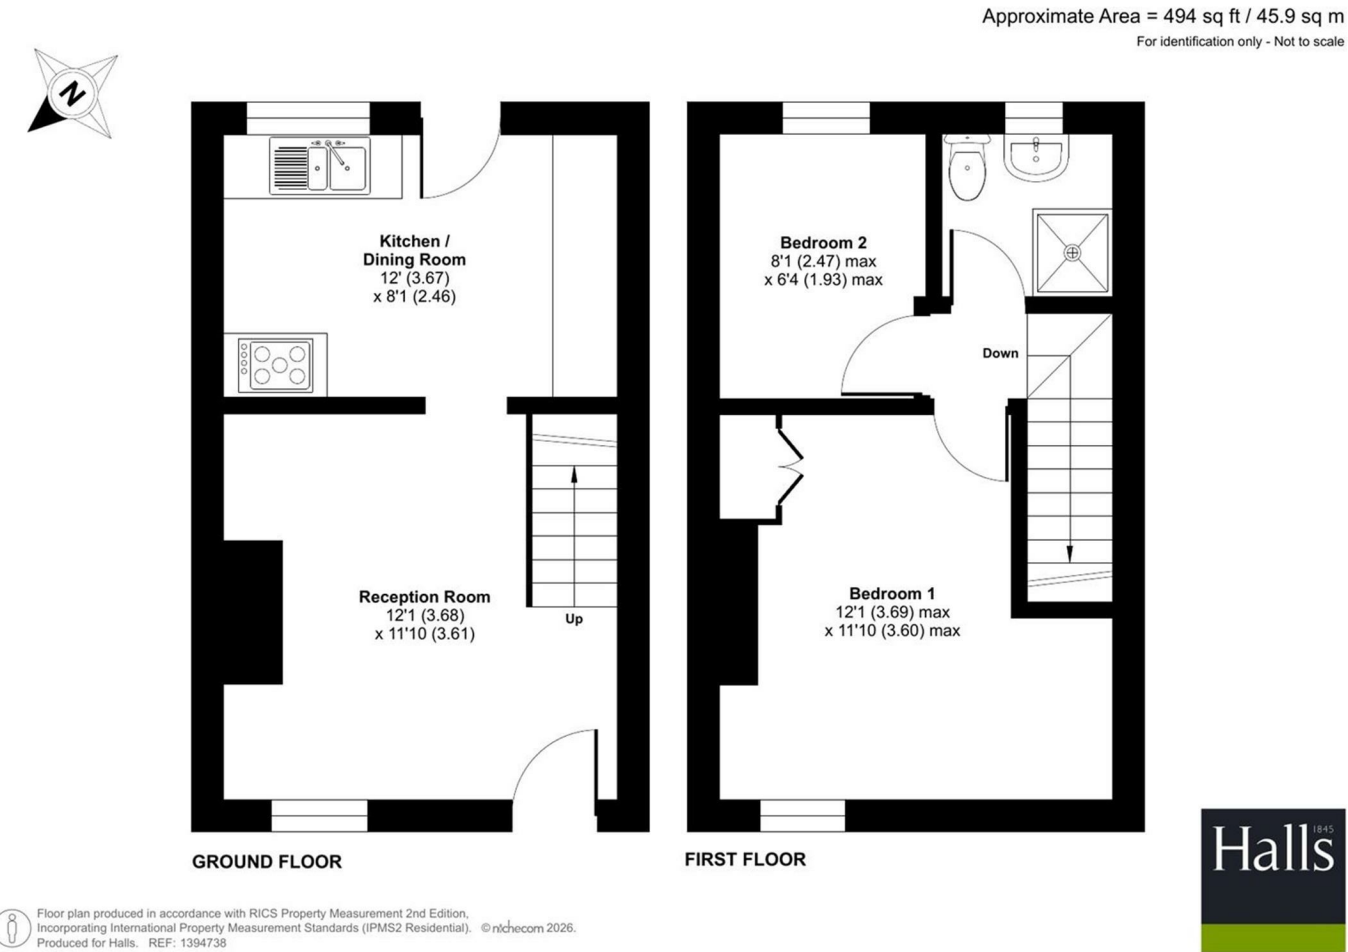 Approximate Area = 494 sq ft / 45.9 sq m
For identification only - Not to scale
N
Kitchen /
Dining Room
12' (3.67)
x 8'1 (2.46)
Bedroom 2
8'1 (2.47) max
x 6'4 (1.93) max
Down
Reception Room
12'1 (3.68)
x 11'10 (3.61)
Up
Bedroom 1
12'1 (3.69) max
x 11'10 (3.60) max
GROUND FLOOR
FIRST FLOOR
Halls 1845
Floor plan produced in accordance with RICS Property Measurement 2nd Edition,
Incorporating International Property Measurement Standards (IPMS2 Residential). © nıchecom 2026.
Produced for Halls. REF: 1394738